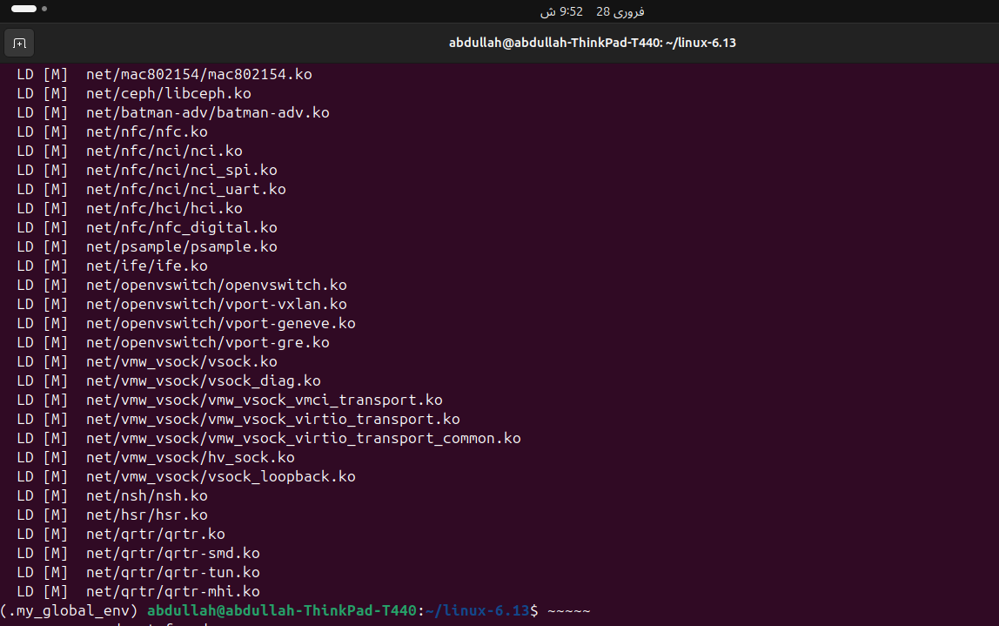 فروری 28 9:52 ش
abdullah@abdullah-ThinkPad-T440: ~/linux-6.13
LD [M] net/mac802154/mac802154.ko
LD [M] net/ceph/libceph.ko
LD [M] net/batman-adv/batman-adv.ko
LD [M] net/nfc/nfc.ko
LD [M] net/nfc/nci/nci.ko
LD [M] net/nfc/nci/nci_spi.ko
LD [M] net/nfc/nci/nci_uart.ko
LD [M] net/nfc/hci/hci.ko
LD [M] net/nfc/nfc_digital.ko
LD [M] net/psample/psample.ko
LD [M] net/ife/ife.ko
LD [M] net/openvswitch/openvswitch.ko
LD [M] net/openvswitch/vport-vxlan.ko
LD [M] net/openvswitch/vport-geneve.ko
LD [M] net/openvswitch/vport-gre.ko
LD [M] net/vmw_vsock/vsock.ko
LD [M] net/vmw_vsock/vsock_diag.ko
LD [M] net/vmw_vsock/vmw_vsock_vmci_transport.ko
LD [M] net/vmw_vsock/vmw_vsock_virtio_transport.ko
LD [M] net/vmw_vsock/vmw_vsock_virtio_transport_common.ko
LD [M] net/vmw_vsock/hv_sock.ko
LD [M] net/vmw_vsock/vsock_loopback.ko
LD [M] net/nsh/nsh.ko
LD [M] net/hsr/hsr.ko
LD [M] net/qrtr/qrtr.ko
LD [M] net/qrtr/qrtr-smd.ko
LD [M] net/qrtr/qrtr-tun.ko
LD [M] net/qrtr/qrtr-mhi.ko
(.my_global_env) abdullah@abdullah-ThinkPad-T440:~/linux-6.13$ ~~~~~